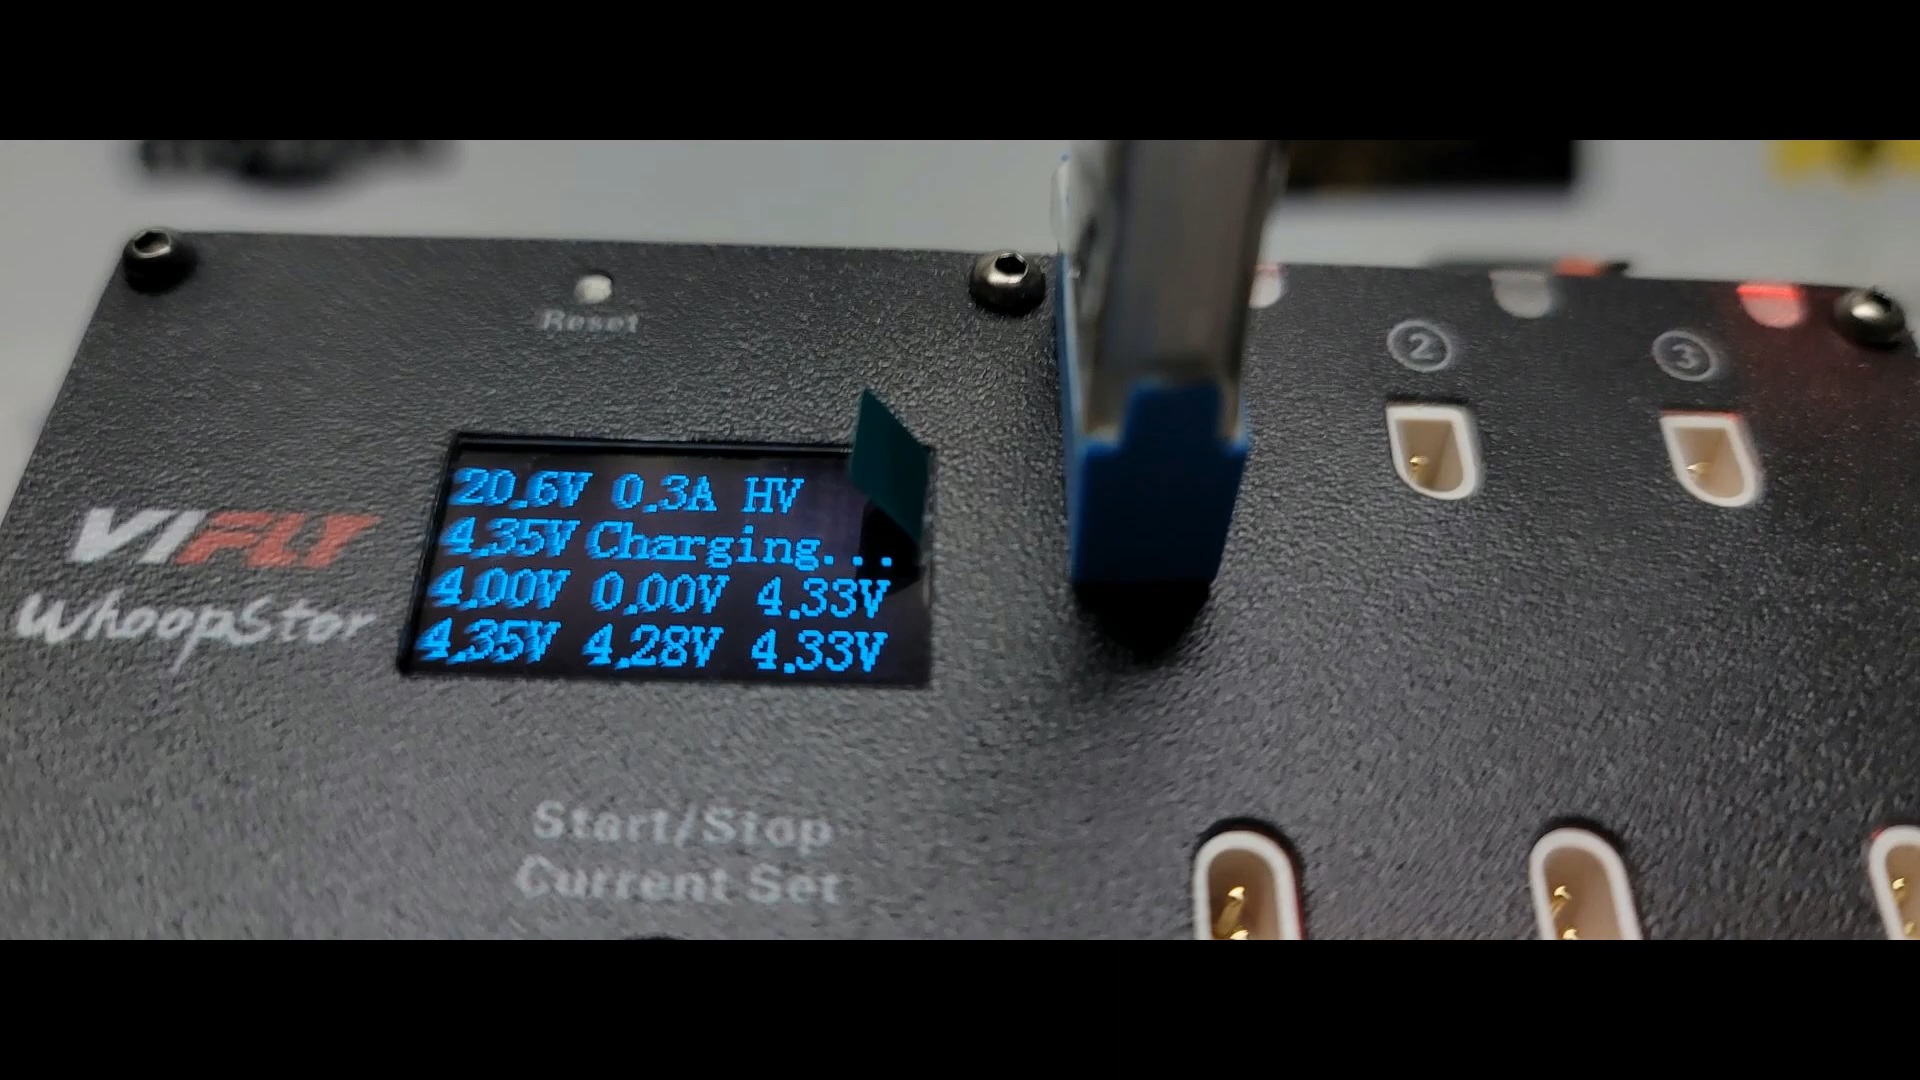 Reset
2
3
20.6V 0.3A HV
4.35V Charging...
4.00V 0.00V 4.33V
4.35V 4.28V 4.33V
VIFLY
WhoopStor
Start/Stop
Current Set